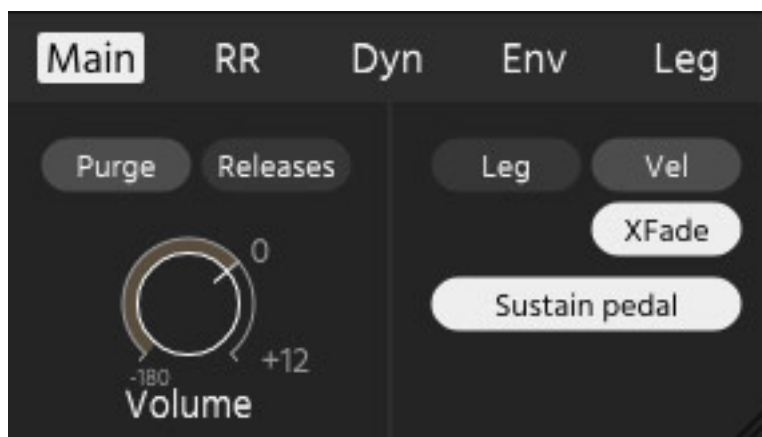 Main RR Dyn Env Leg
Purge Releases Leg Vel
XFade
0
Sustain pedal
+12
-180
Volume